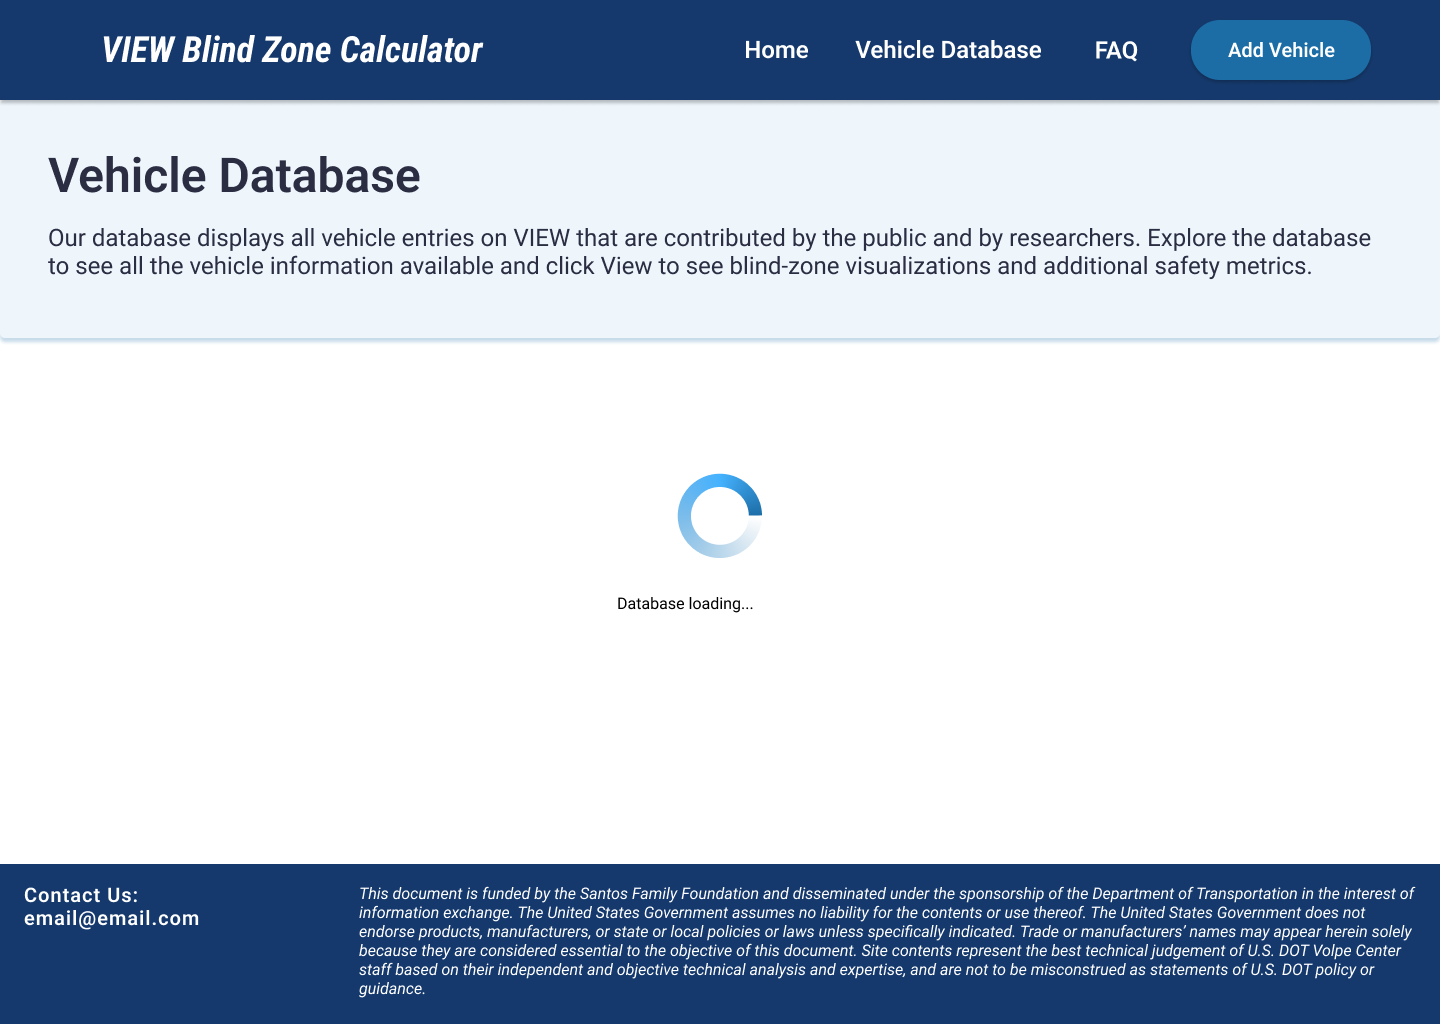 VIEW Blind Zone Calculator
Home
Vehicle Database
FAQ
Add Vehicle
Vehicle Database
Our database displays all vehicle entries on VIEW that are contributed by the public and by researchers. Explore the database
to see all the vehicle information available and click View to see blind-zone visualizations and additional safety metrics.
Database loading...
Contact Us:
email@email.com
This document is funded by the Santos Family Foundation and disseminated under the sponsorship of the Department of Transportation in the interest of
information exchange. The United States Government assumes no liability for the contents or use thereof. The United States Government does not
endorse products, manufacturers, or state or local policies or laws unless specifically indicated. Trade or manufacturers’ names may appear herein solely
because they are considered essential to the objective of this document. Site contents represent the best technical judgement of U.S. DOT Volpe Center
staff based on their independent and objective technical analysis and expertise, and are not to be misconstrued as statements of U.S. DOT policy or
guidance.